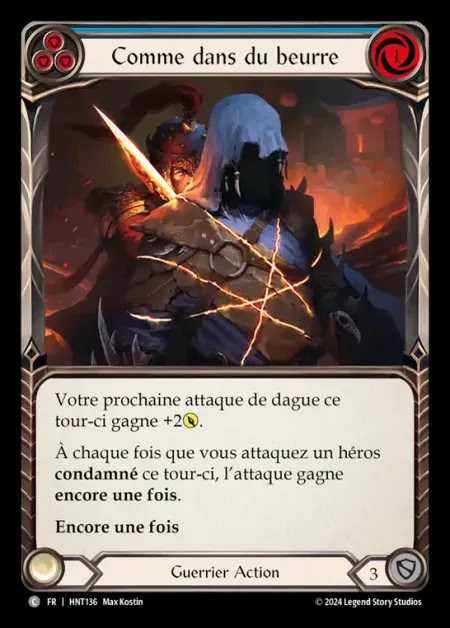 Comme dans du beurre
1
Votre prochaine attaque de dague ce
tour-ci gagne +2.
À chaque fois que vous attaquez un héros
condamné ce tour-ci, l'attaque gagne
encore une fois.
Encore une fois
Guerrier Action
3
C FR | HNT136 Max Kostin
© 2024 Legend Story Studios